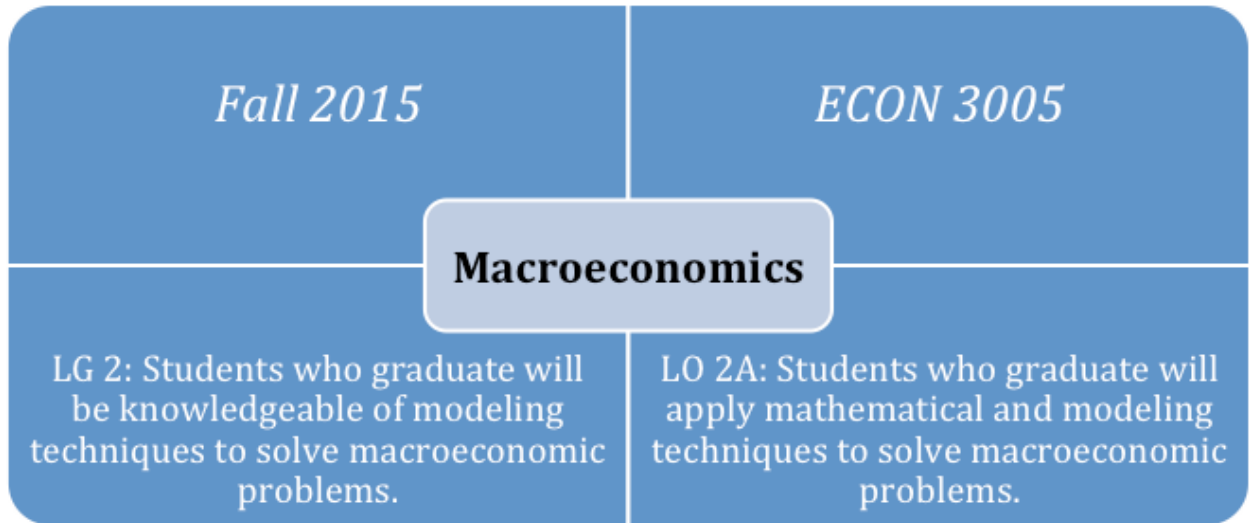 Fall 2015
ECON 3005
Macroeconomics
LG 2: Students who graduate will
be knowledgeable of modeling
techniques to solve macroeconomic
problems.
LO 2A: Students who graduate will
apply mathematical and modeling
techniques to solve macroeconomic
problems.